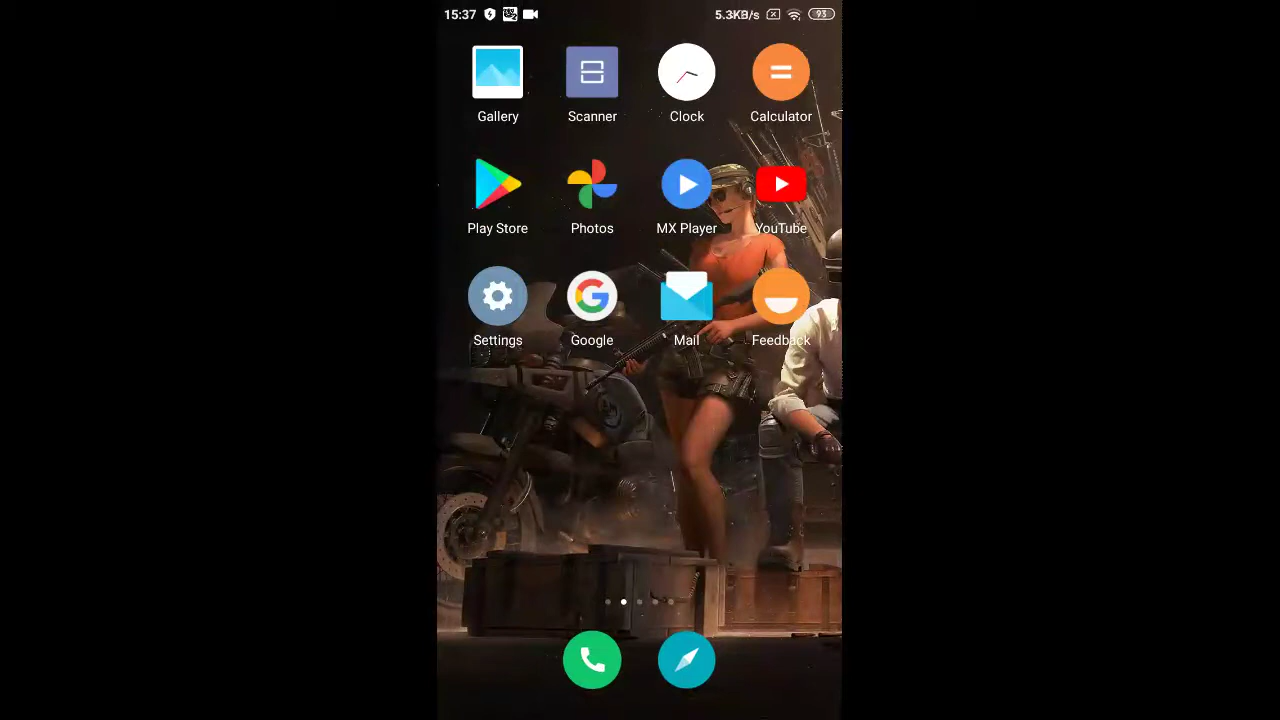 15:37 5.3KB/s 93
Gallery Scanner Clock Calculator
Play Store Photos MX Player YouTube
Settings Google Mail Feedback